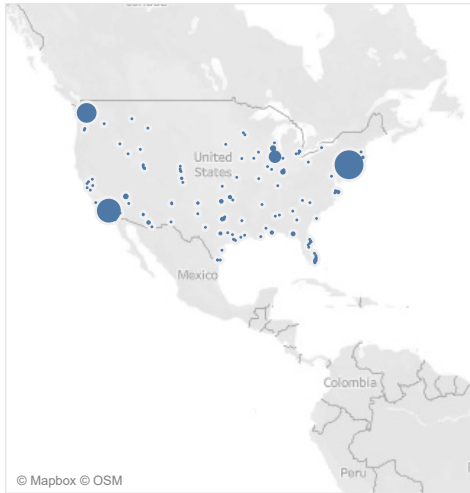 United
States
Mexico
Colombia
Peru
© Mapbox © OSM